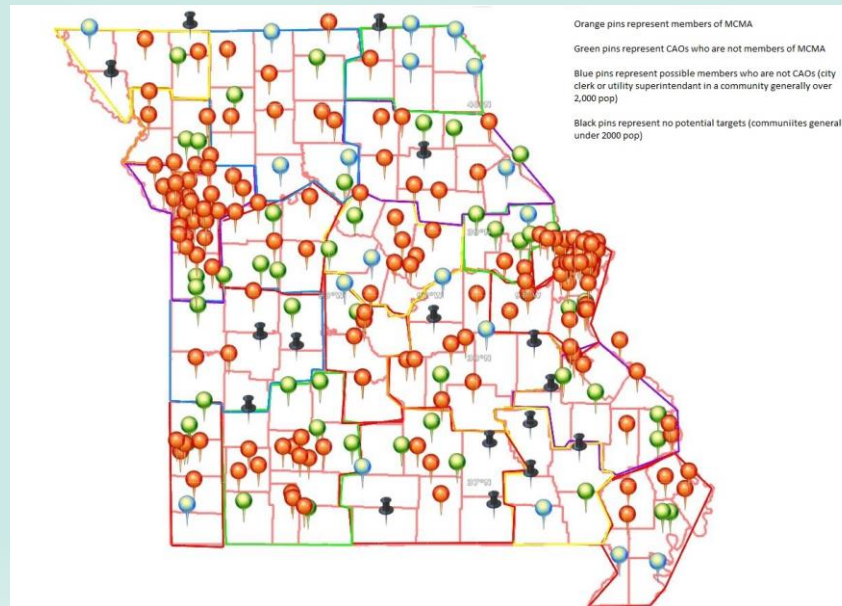 Orange pins represent members of MCMA
Green pins represent CAOs who are not members of MCMA
Blue pins represent possible members who are not CAOs (city
clerk or utility superintendant in a community generally over
2,000 pop)
Black pins represent no potential targets (communiites general
under 2000 pop)
38°N
37°N